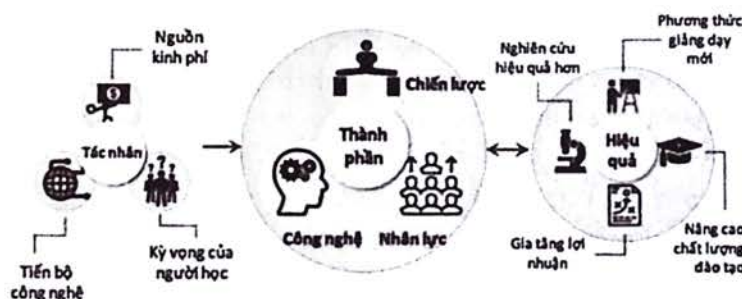 Nguồn
kinh phí
Tác nhân
Tiến bộ
công nghệ
Kỳ vọng của
người học
Chiến lược
Thành
phần
Công nghệ
Nhân lực
Nghiên cứu
hiệu quả hơn
Phương thức
giảng dạy
mới
Hiệu
quả
Gia tăng lợi
nhuận
Nâng cao
chất lượng
đào tạo